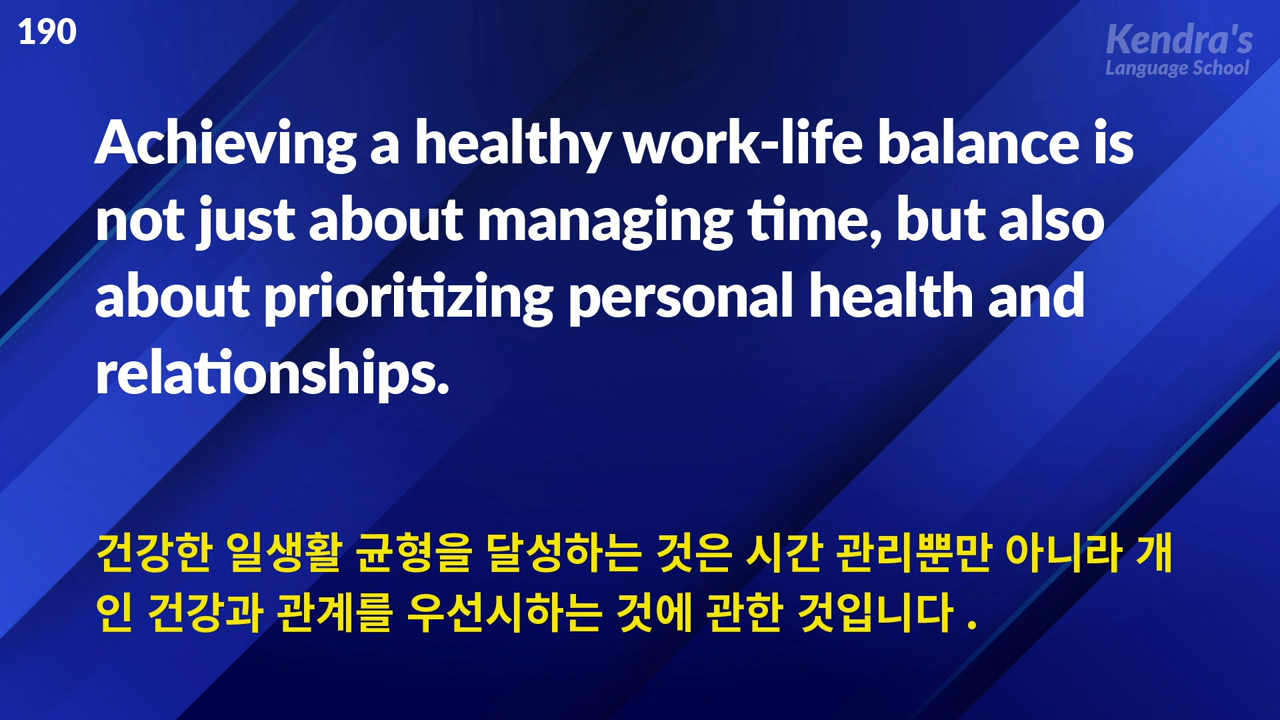 190
Kendra's
Language School
Achieving a healthy work-life balance is
not just about managing time, but also
about prioritizing personal health and
relationships.
건강한 일생활 균형을 달성하는 것은 시간 관리뿐만 아니라 개
인 건강과 관계를 우선시하는 것에 관한 것입니다 .